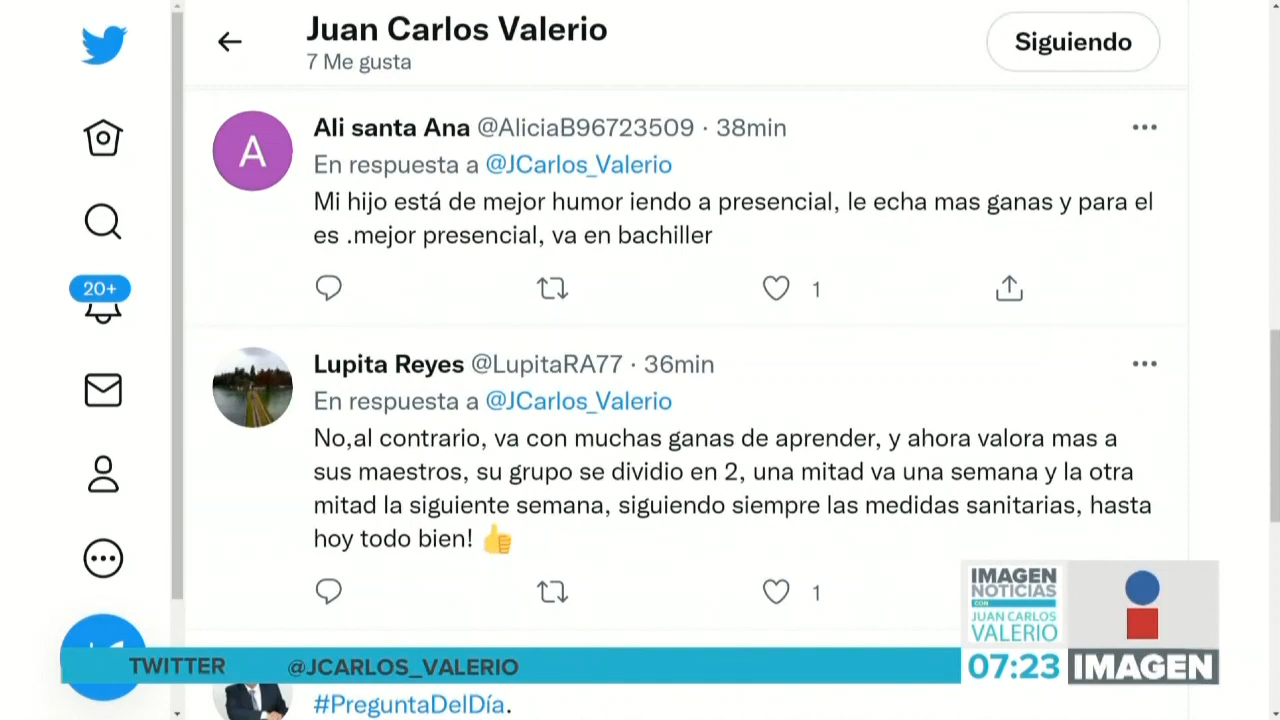 Juan Carlos Valerio
7 Me gusta
Siguiendo
A
Ali santa Ana @AliciaB96723509 · 38min
En respuesta a @JCarlos_Valerio
Mi hijo está de mejor humor iendo a presencial, le echa mas ganas y para el
es .mejor presencial, va en bachiller
1
20+
Lupita Reyes @LupitaRA77 · 36min
En respuesta a @JCarlos_Valerio
No,al contrario, va con muchas ganas de aprender, y ahora valora mas a
sus maestros, su grupo se dividio en 2, una mitad va una semana y la otra
mitad la siguiente semana, siguiendo siempre las medidas sanitarias, hasta
hoy todo bien! 👍
1
IMAGEN
NOTICIAS
CON
JUAN CARLOS
VALERIO
TWITTER @JCARLOS_VALERIO
07:23 IMAGEN
#PreguntaDelDía.